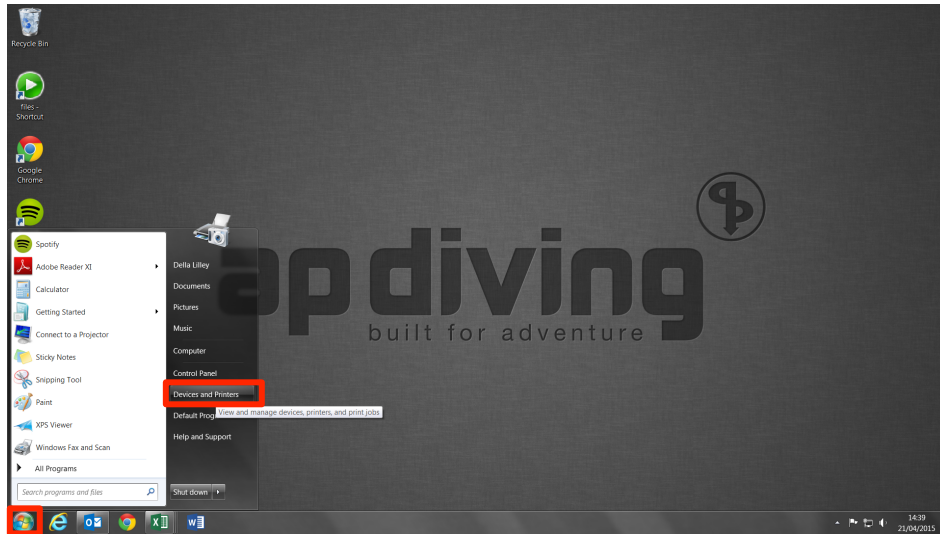 Recycle Bin
files -
Shortcut
Google
Chrome
Spotify
Adobe Reader XI
Calculator
Getting Started
Connect to a Projector
Sticky Notes
Snipping Tool
Paint
XPS Viewer
Windows Fax and Scan
All Programs
Search programs and files
Della Lilley
Documents
Pictures
Music
Computer
Control Panel
Devices and Printers
Default Prog
View and manage devices, printers, and print jobs
Help and Support
Shut down
ap diving
built for adventure
14:39
21/04/2015